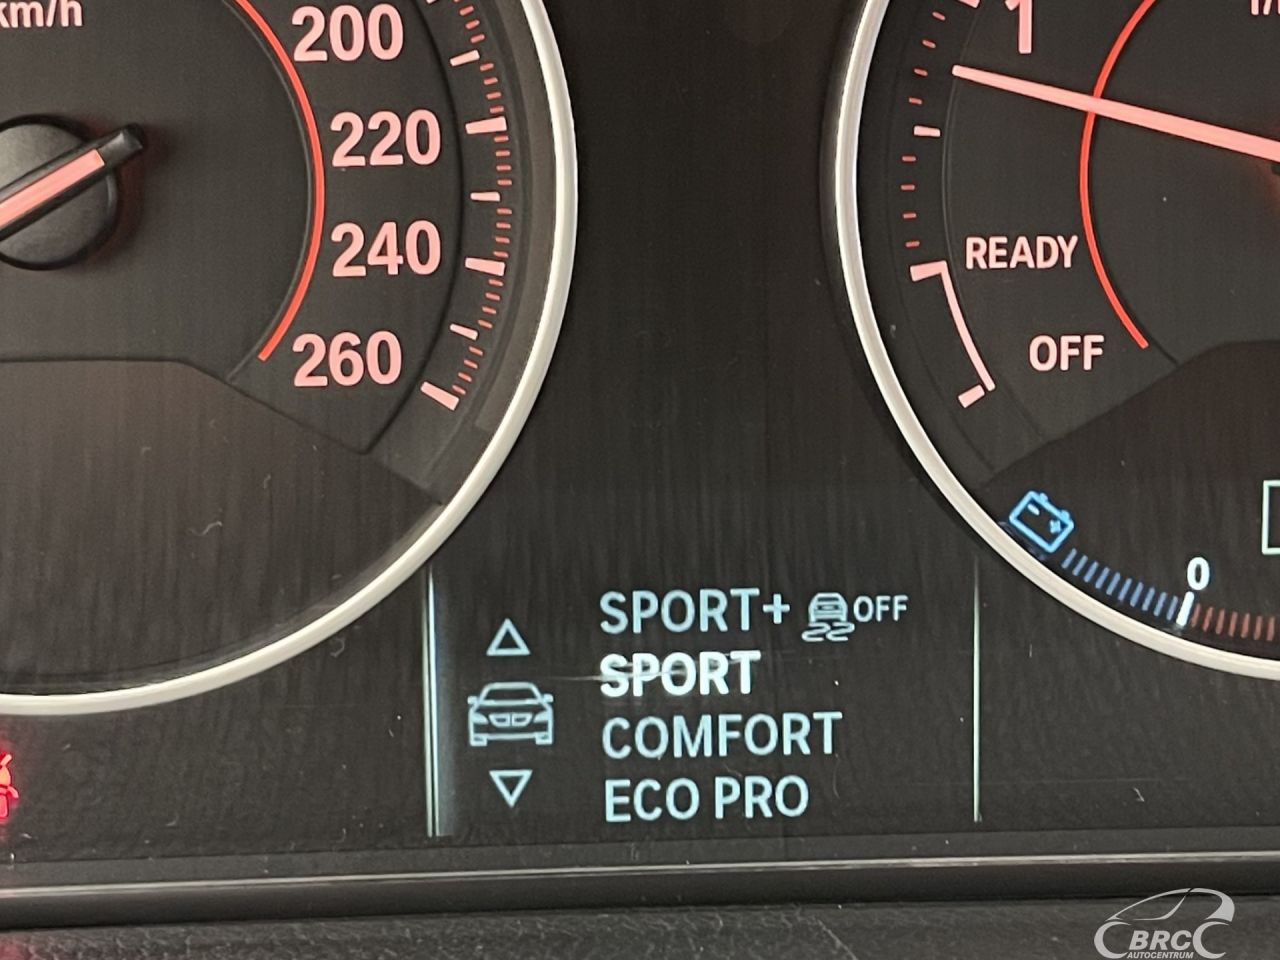 km/h
200
220
240
260
1
READY
OFF
0
SPORT+ OFF
SPORT
COMFORT
ECO PRO
BRC
AUTOCENTRUM